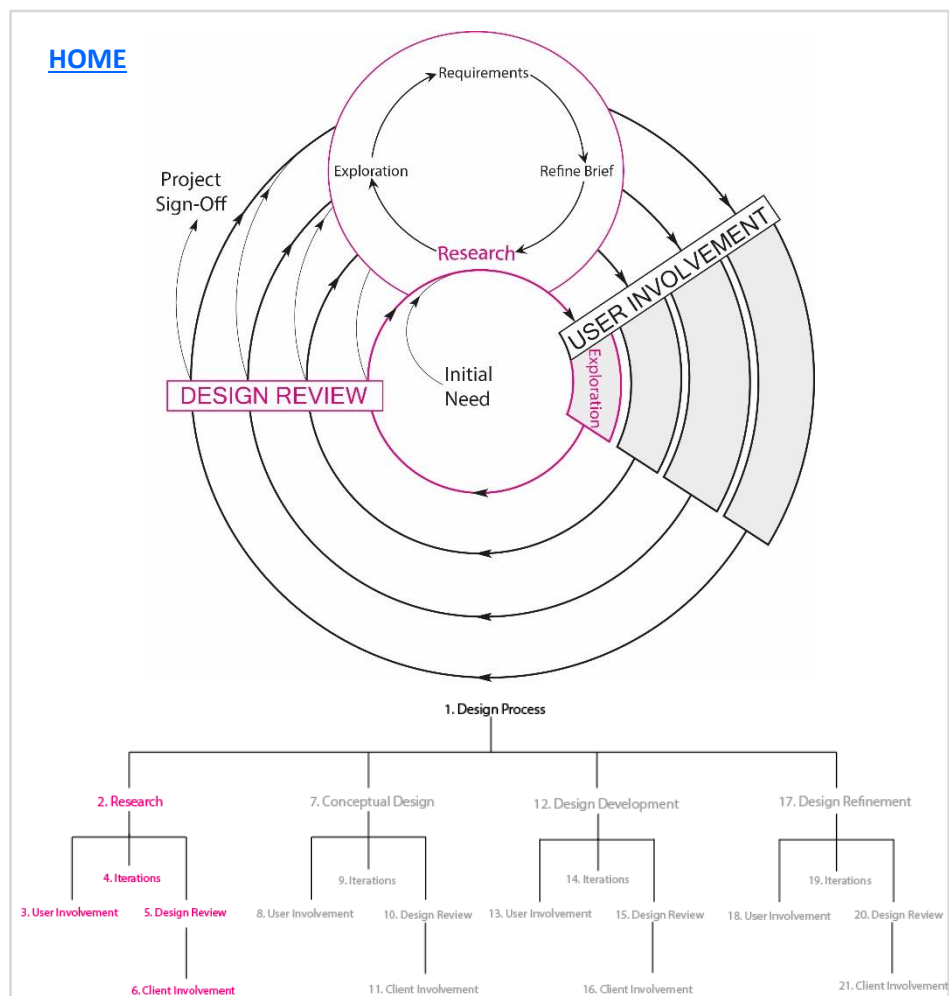 HOME
Requirements
Exploration
Refine Brief
Research
Project
Sign-Off
USER INVOLVEMENT
Exploration
Initial
Need
DESIGN REVIEW
1. Design Process
2. Research
7. Conceptual Design
12. Design Development
17. Design Refinement
4. Iterations
9. Iterations
14. Iterations
19. Iterations
3. User Involvement
5. Design Review
8. User Involvement
10. Design Review
13. User Involvement
15. Design Review
18. User Involvement
20. Design Review
6. Client Involvement
11. Client Involvement
16. Client Involvement
21. Client Involvement